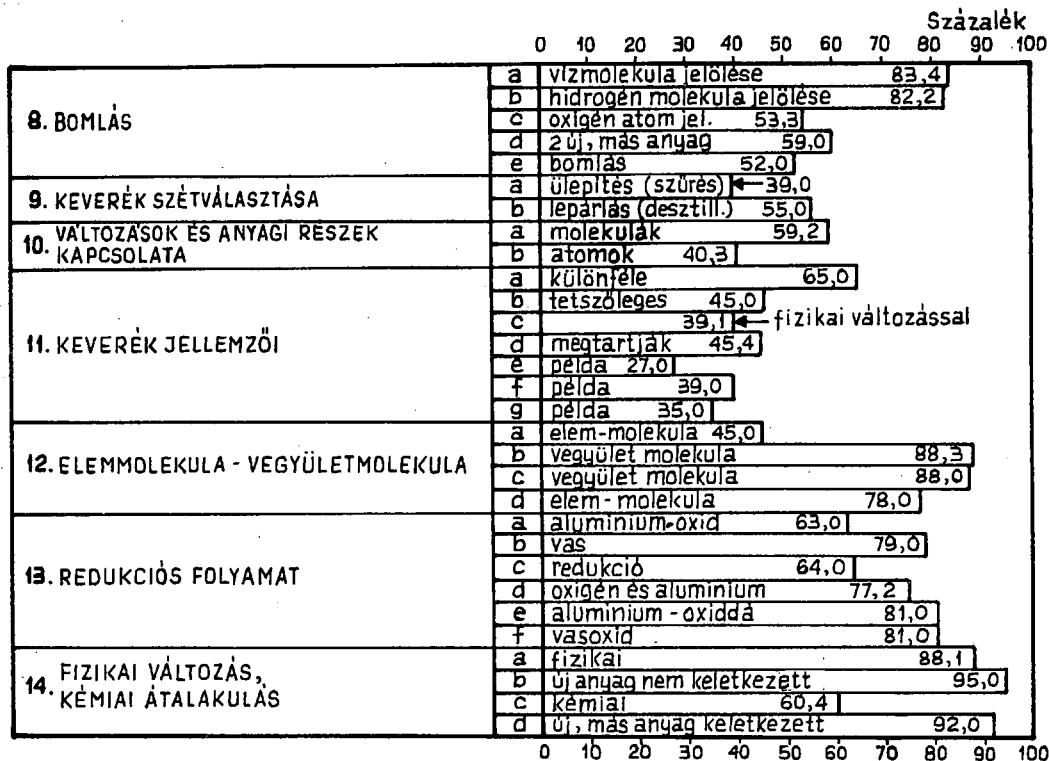 Százalék
0 10 20 30 40 50 60 70 80 90 100
8. BOMLÁS
a vízmolekula jelölése 83,4
b hidrogén molekula jelölése 82,2
c oxigén atom jel. 53,3
d 2 új, más anyag 59,0
e bomlás 52,0
9. KEVERÉK SZÉTVÁLASZTÁSA
a ülepítés (szűrés) 39,0
b lepárlás (desztill.) 55,0
10. VÁLTOZÁSOK ÉS ANYAGI RÉSZEK
KAPCSOLATA
a molekulák 59,2
b atomok 40,3
11. KEVERÉK JELLEMZŐI
a különféle 65,0
b tetszőleges 45,0
c 39,1 fizikai változással
d megtartják 45,4
e példa 27,0
f példa 39,0
g példa 35,0
12. ELEMMOLEKULA - VEGYÜLETMOLEKULA
a elem-molekula 45,0
b vegyület molekula 88,3
c vegyület molekula 88,0
d elem-molekula 78,0
13. REDUKCIÓS FOLYAMAT
a aluminium-oxid 63,0
b vas 79,0
c redukció 64,0
d oxigén és aluminium 77,2
e aluminium-oxiddá 81,0
f vasoxid 81,0
14. FIZIKAI VÁLTOZÁS,
KÉMIAI ÁTALAKULÁS
a fizikai 88,1
b új anyag nem keletkezett 95,0
c kémiai 60,4
d új, más anyag keletkezett 92,0
0 10 20 30 40 50 60 70 80 90 100